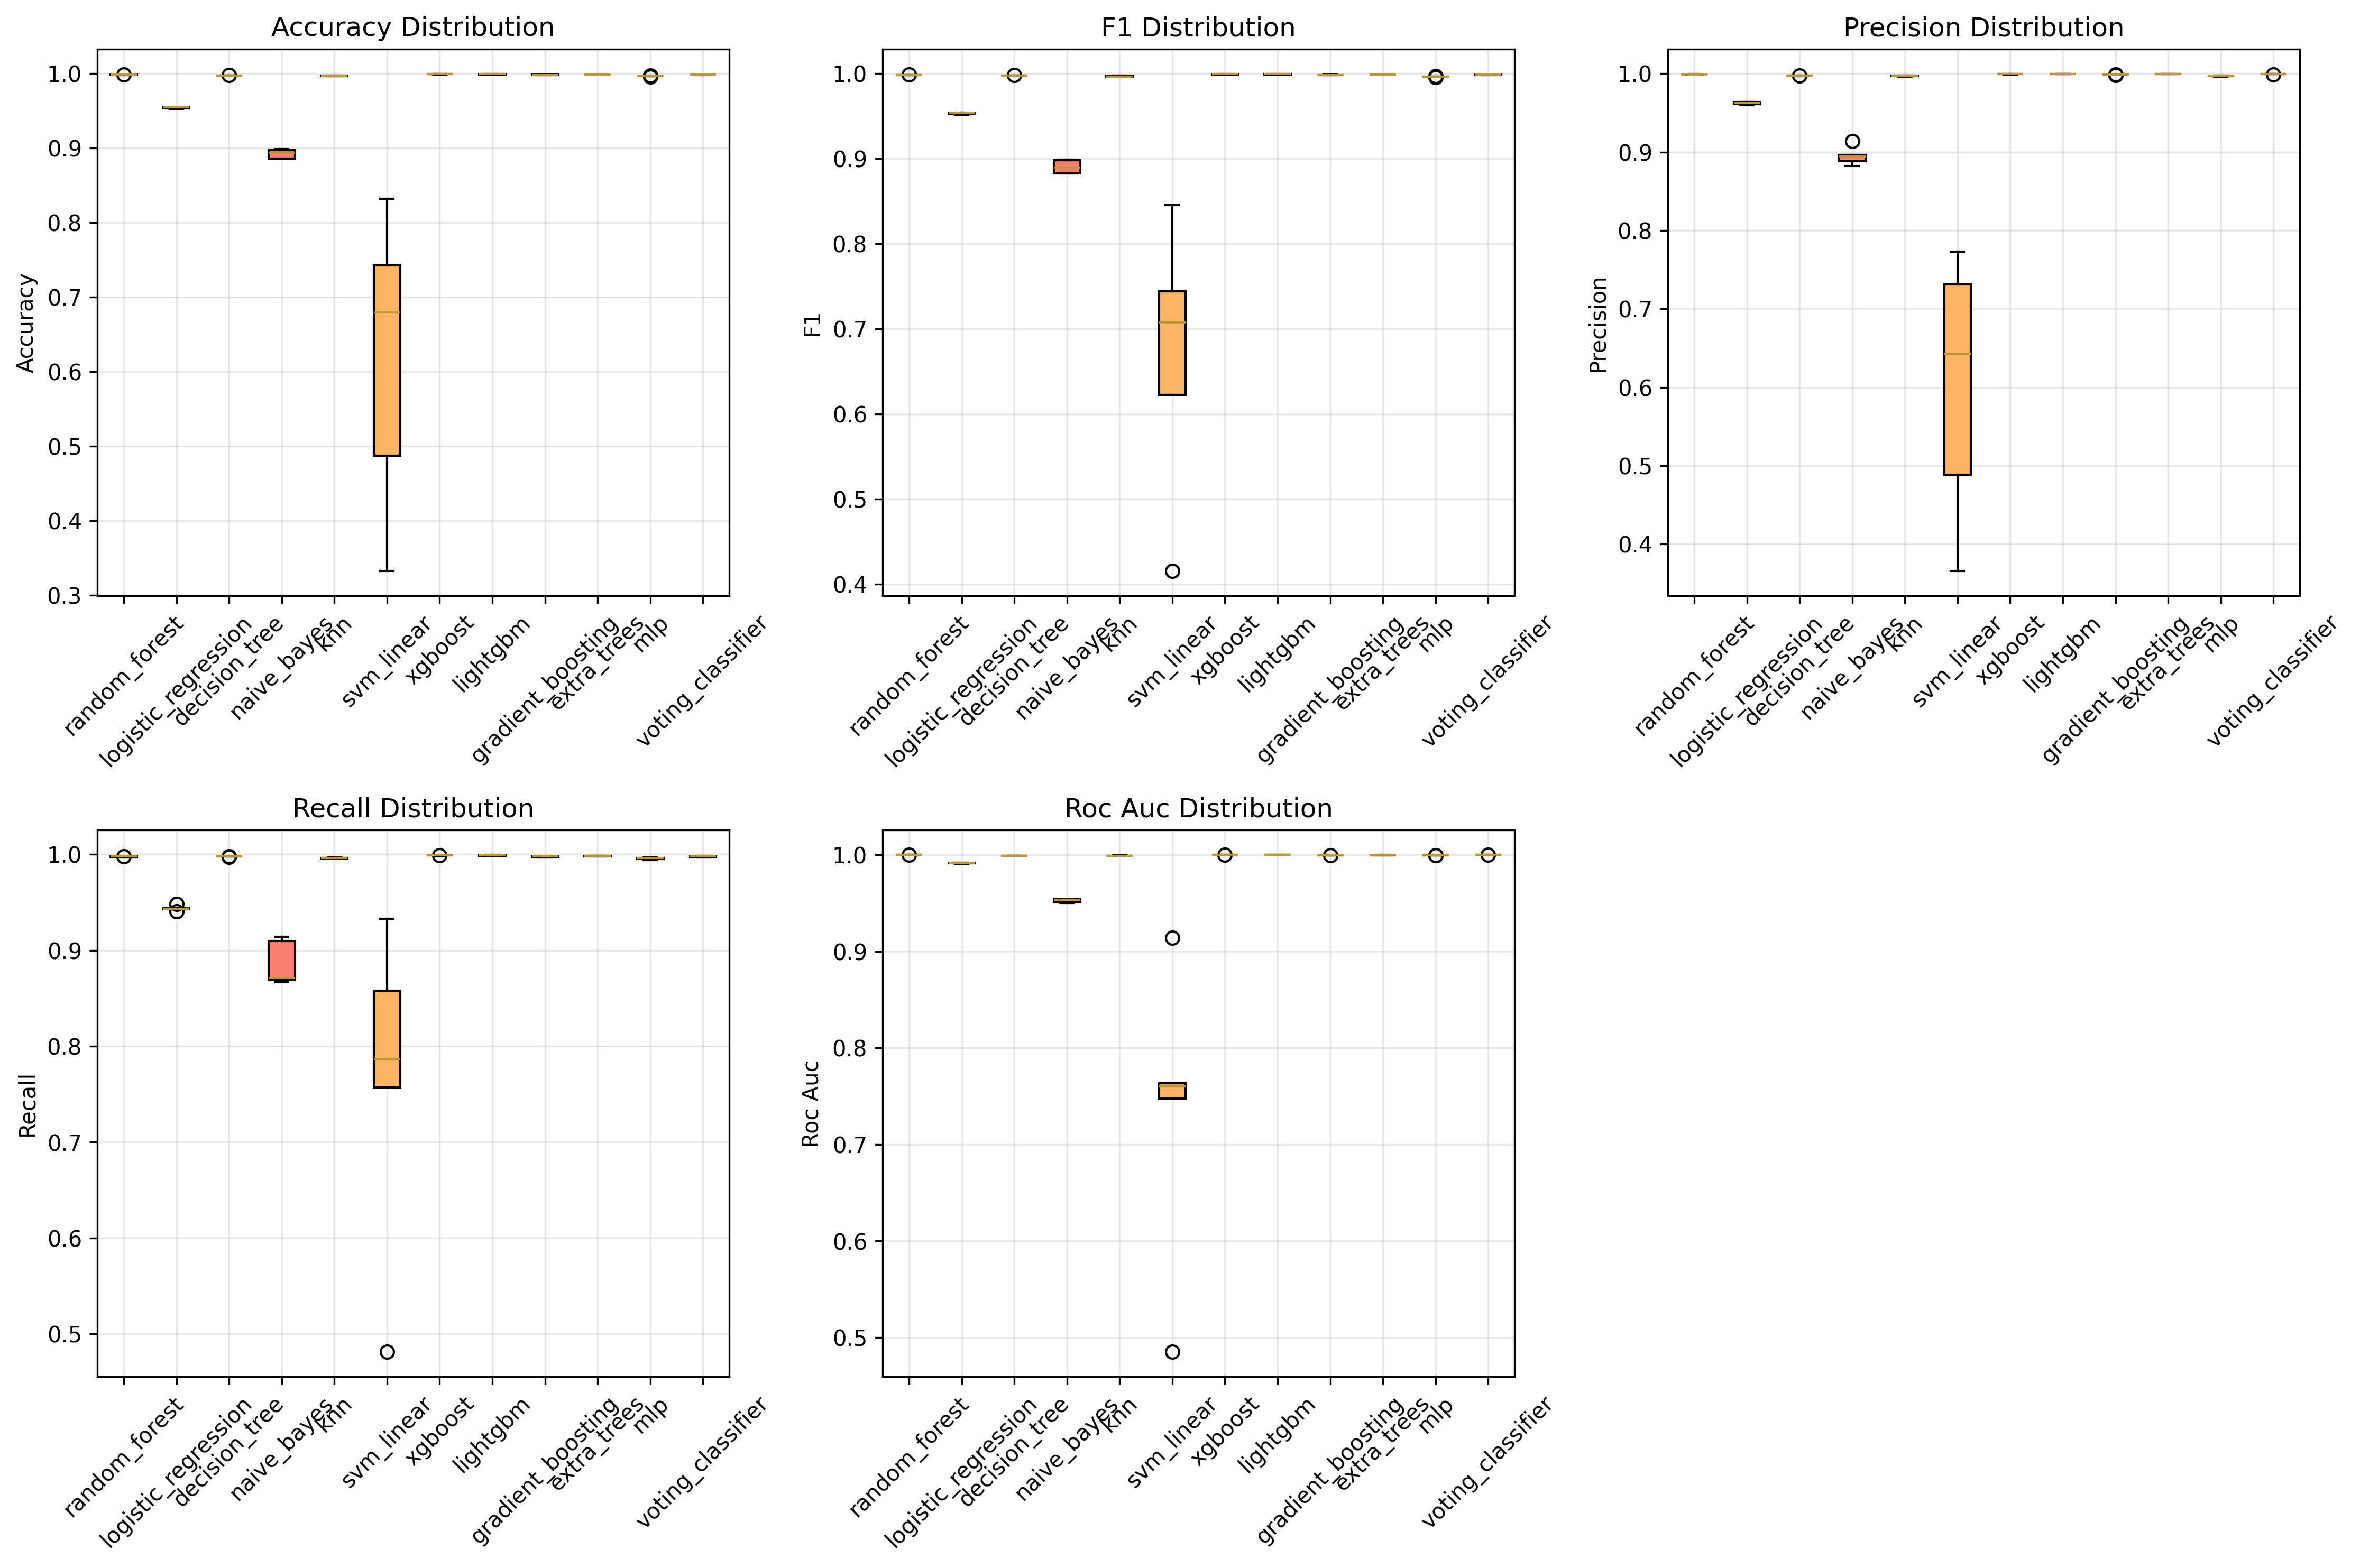 Accuracy Distribution
Accuracy
1.0
0.9
0.8
0.7
0.6
0.5
0.4
0.3
random_forest
logistic_regression
decision_tree
naive_bayes
knn
svm_linear
xgboost
lightgbm
gradient_boosting
extra_trees
mlp
voting_classifier
F1 Distribution
F1
1.0
0.9
0.8
0.7
0.6
0.5
0.4
random_forest
logistic_regression
decision_tree
naive_bayes
knn
svm_linear
xgboost
lightgbm
gradient_boosting
extra_trees
mlp
voting_classifier
Precision Distribution
Precision
1.0
0.9
0.8
0.7
0.6
0.5
0.4
random_forest
logistic_regression
decision_tree
naive_bayes
knn
svm_linear
xgboost
lightgbm
gradient_boosting
extra_trees
mlp
voting_classifier
Recall Distribution
Recall
1.0
0.9
0.8
0.7
0.6
0.5
random_forest
logistic_regression
decision_tree
naive_bayes
knn
svm_linear
xgboost
lightgbm
gradient_boosting
extra_trees
mlp
voting_classifier
Roc Auc Distribution
Roc Auc
1.0
0.9
0.8
0.7
0.6
0.5
random_forest
logistic_regression
decision_tree
naive_bayes
knn
svm_linear
xgboost
lightgbm
gradient_boosting
extra_trees
mlp
voting_classifier